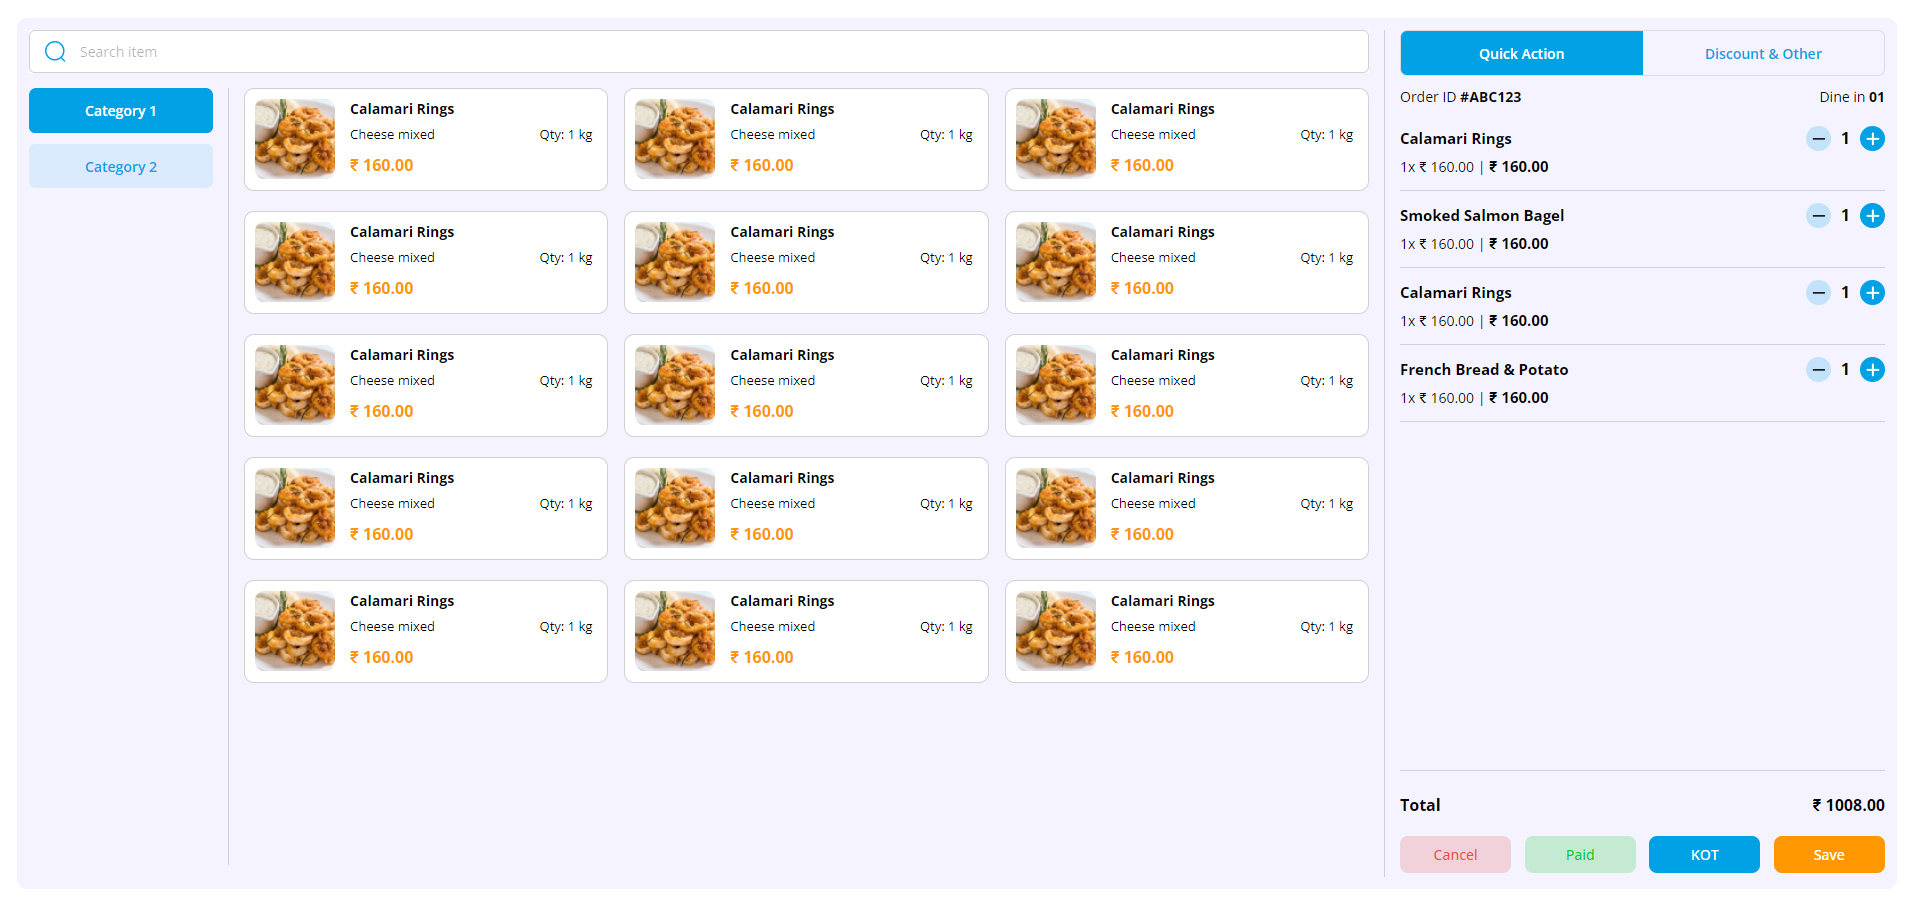 Search item
Quick Action
Discount & Other
Category 1
Category 2
Calamari Rings
Cheese mixed Qty: 1 kg
₹ 160.00
Calamari Rings
Cheese mixed Qty: 1 kg
₹ 160.00
Calamari Rings
Cheese mixed Qty: 1 kg
₹ 160.00
Calamari Rings
Cheese mixed Qty: 1 kg
₹ 160.00
Calamari Rings
Cheese mixed Qty: 1 kg
₹ 160.00
Calamari Rings
Cheese mixed Qty: 1 kg
₹ 160.00
Calamari Rings
Cheese mixed Qty: 1 kg
₹ 160.00
Calamari Rings
Cheese mixed Qty: 1 kg
₹ 160.00
Calamari Rings
Cheese mixed Qty: 1 kg
₹ 160.00
Calamari Rings
Cheese mixed Qty: 1 kg
₹ 160.00
Calamari Rings
Cheese mixed Qty: 1 kg
₹ 160.00
Calamari Rings
Cheese mixed Qty: 1 kg
₹ 160.00
Calamari Rings
Cheese mixed Qty: 1 kg
₹ 160.00
Calamari Rings
Cheese mixed Qty: 1 kg
₹ 160.00
Calamari Rings
Cheese mixed Qty: 1 kg
₹ 160.00
Order ID #ABC123 Dine in 01
Calamari Rings 1
1x ₹ 160.00 | ₹ 160.00
Smoked Salmon Bagel 1
1x ₹ 160.00 | ₹ 160.00
Calamari Rings 1
1x ₹ 160.00 | ₹ 160.00
French Bread & Potato 1
1x ₹ 160.00 | ₹ 160.00
Total ₹ 1008.00
Cancel
Paid
KOT
Save